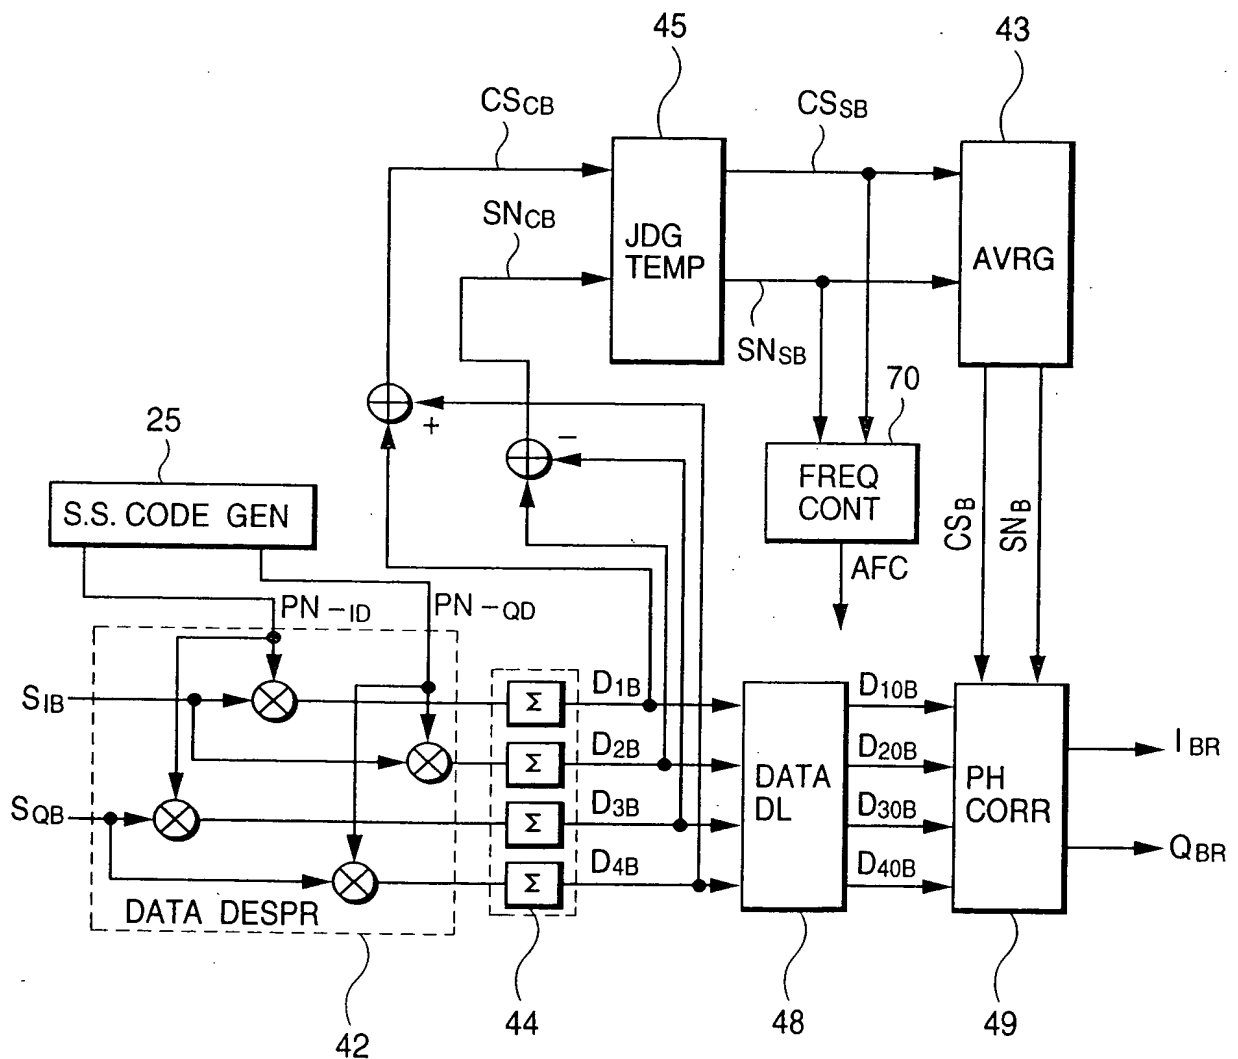 45
43
CSCB
CSSB
SNCB
JDG
TEMP
AVRG
SNSB
70
25
+
−
FREQ
CONT
S.S. CODE GEN
CSB
SNB
AFC
PN-ID
PN-QD
SIB
Σ
D1B
D10B
IBR
Σ
D2B
DATA
DL
D20B
PH
CORR
SQB
Σ
D3B
D30B
QBR
Σ
D4B
D40B
DATA DESPR
42
44
48
49